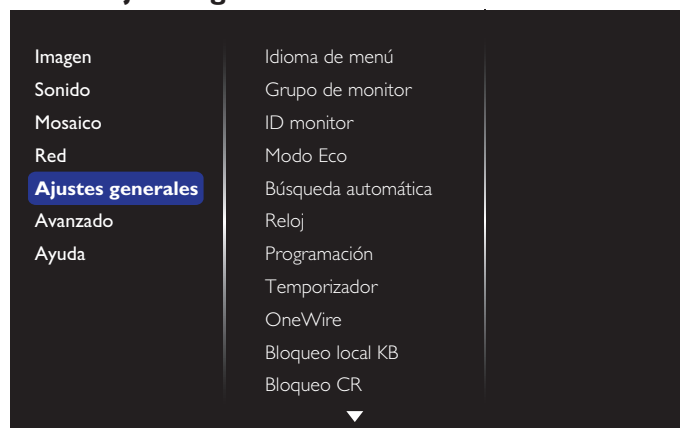 Imagen
Sonido
Mosaico
Red
Ajustes generales
Avanzado
Ayuda
Idioma de menú
Grupo de monitor
ID monitor
Modo Eco
Búsqueda automática
Reloj
Programación
Temporizador
OneWire
Bloqueo local KB
Bloqueo CR